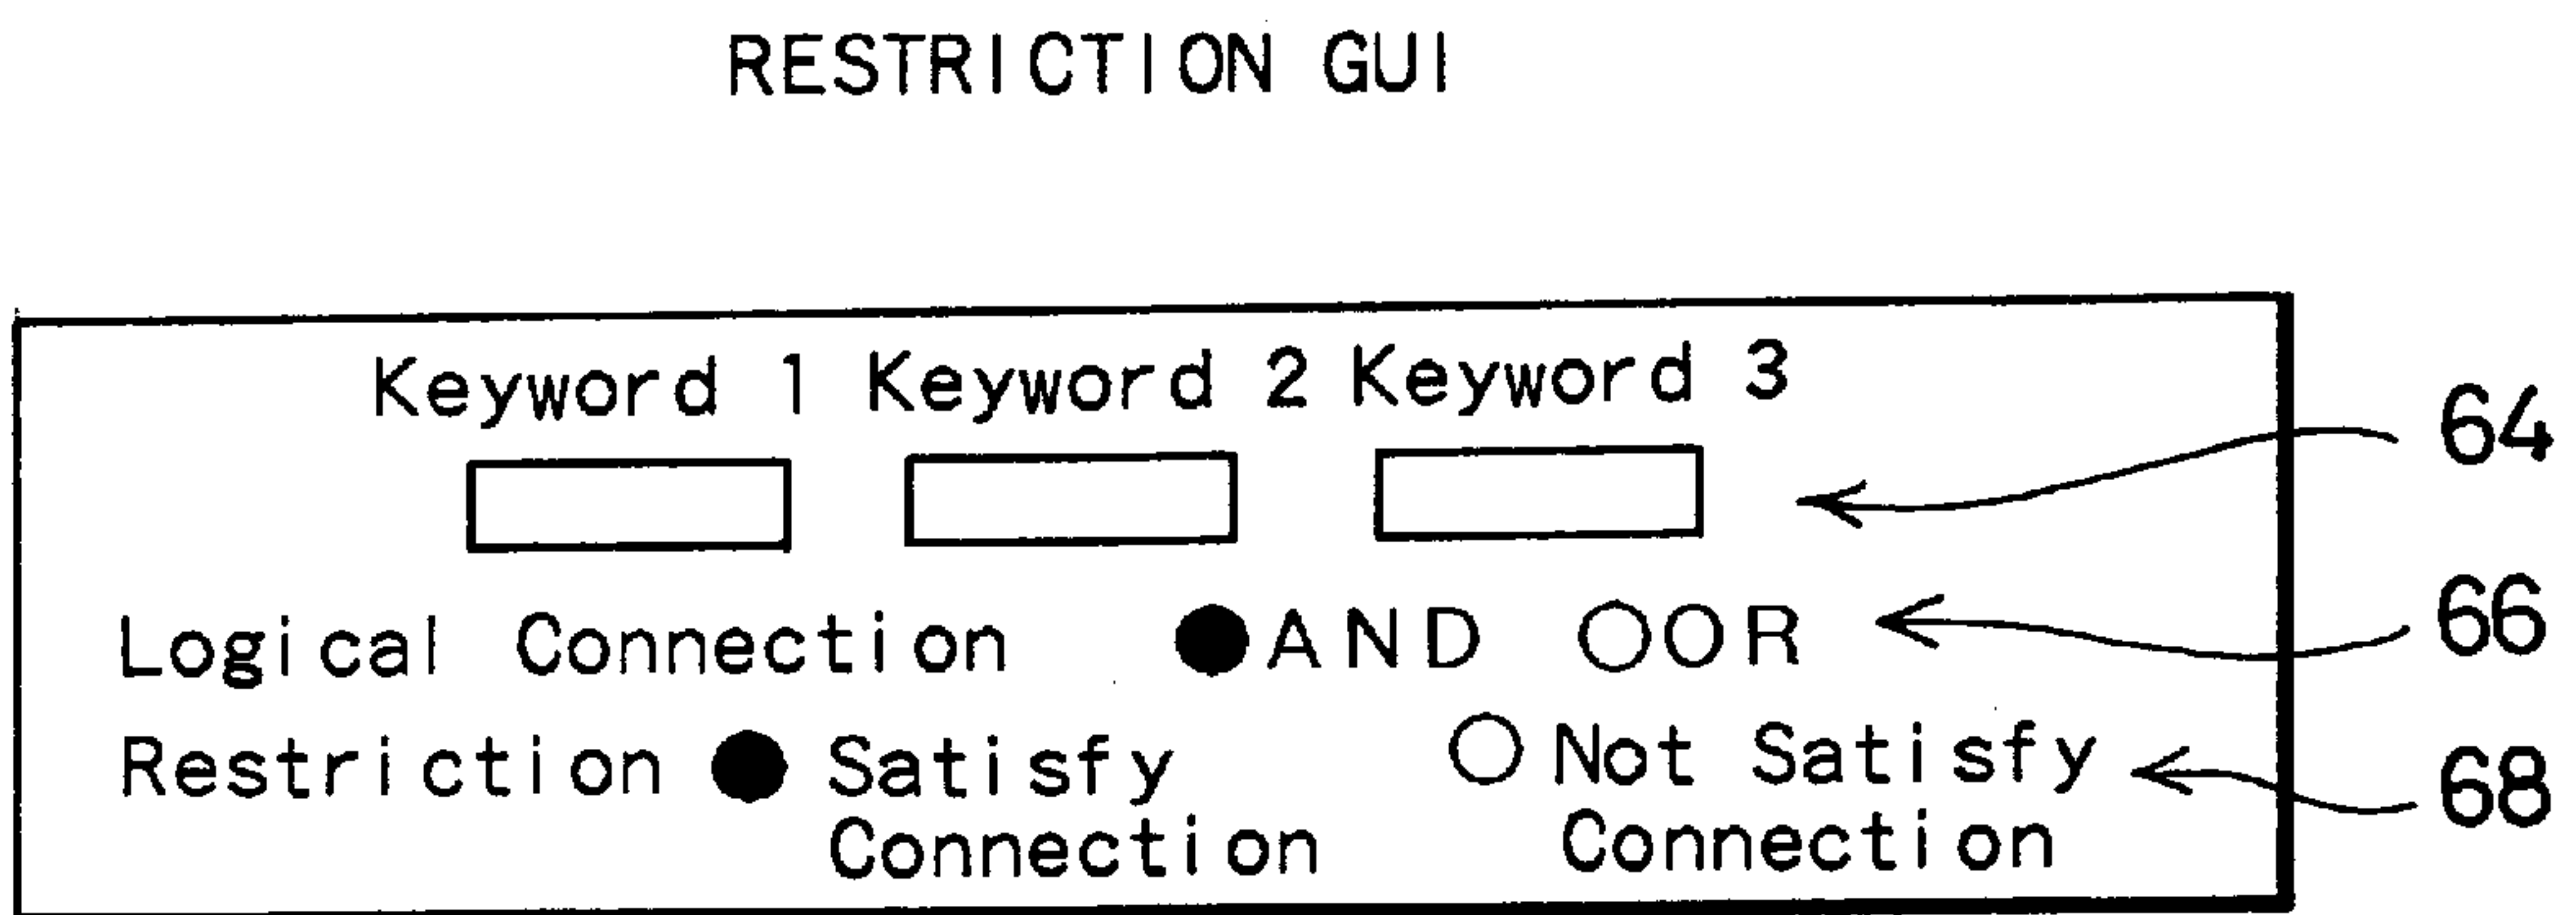 RESTRICTION GUI
Keyword 1 Keyword 2 Keyword 3
64
Logical Connection AND OR
66
Restriction Satisfy Connection Not Satisfy Connection
68